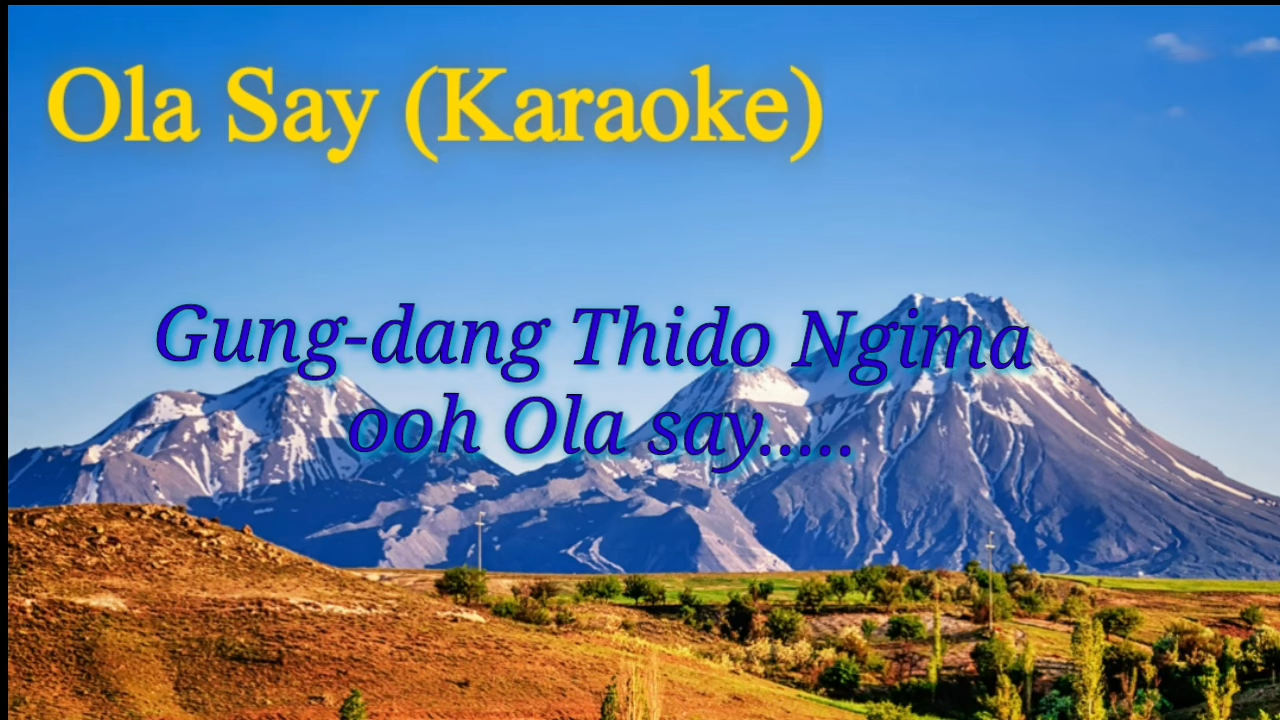 Ola Say (Karaoke)
Gung-dang Thido Ngima
ooh Ola say.....